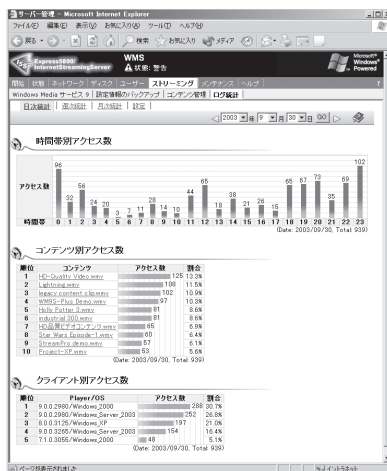 サーバー管理 - Microsoft Internet Explorer
ファイル(F) 編集(E) 表示(V) お気に入り(A) ツール(T) ヘルプ(H)
戻る 検索 お気に入り メディア
Express5800/
InternetStreamingServer
WMS
状態: 警告
Microsoft®
Windows®
Powered
開始 状態 ネットワーク ディスク ユーザー ストリーミング メンテナンス ヘルプ
Windows Media サービス 9 設定情報のバックアップ コンテンツ管理 ログ統計
日次統計 週次統計 月次統計 設定
2003 年 9 月 30 日 GO
時間帯別アクセス数
96 32 56 24 20 3 7 11 28 14 10 44 65 18 38 21 26 15 65 67 73 35 69 102
アクセス数
時間帯 0 1 2 3 4 5 6 7 8 9 10 11 12 13 14 15 16 17 18 19 20 21 22 23
(Date: 2003/09/30, Total: 939)
コンテンツ別アクセス数
順位 コンテンツ アクセス数 割合
1 HD-Quality Video.wmv 125 13.3%
2 Lightning.wmv 108 11.5%
3 legacy content clip.wmv 102 10.9%
4 WM9S-Plus Demo.wmv 97 10.3%
5 Holly Potter 3.wmv 81 8.6%
6 industrial 300.wmv 81 8.6%
7 HD品質ビデオコンテンツ.wmv 65 6.9%
8 Star Wars Episode-1.wmv 60 6.4%
9 StreamPro demo.wmv 57 6.1%
10 Project-XP.wmv 53 5.6%
(Date: 2003/09/30, Total: 939)
クライアント別アクセス数
順位 Player/OS アクセス数 割合
1 9.0.0.2980/Windows_2000 288 30.7%
2 9.0.0.2980/Windows_Server_2003 252 26.8%
3 8.0.0.3125/Windows_XP 197 21.0%
4 9.0.0.3265/Windows_Server_2003 154 16.4%
5 7.1.0.3055/Windows_2000 48 5.1%
(Date: 2003/09/30, Total: 939)
ページが表示されました イントラネット